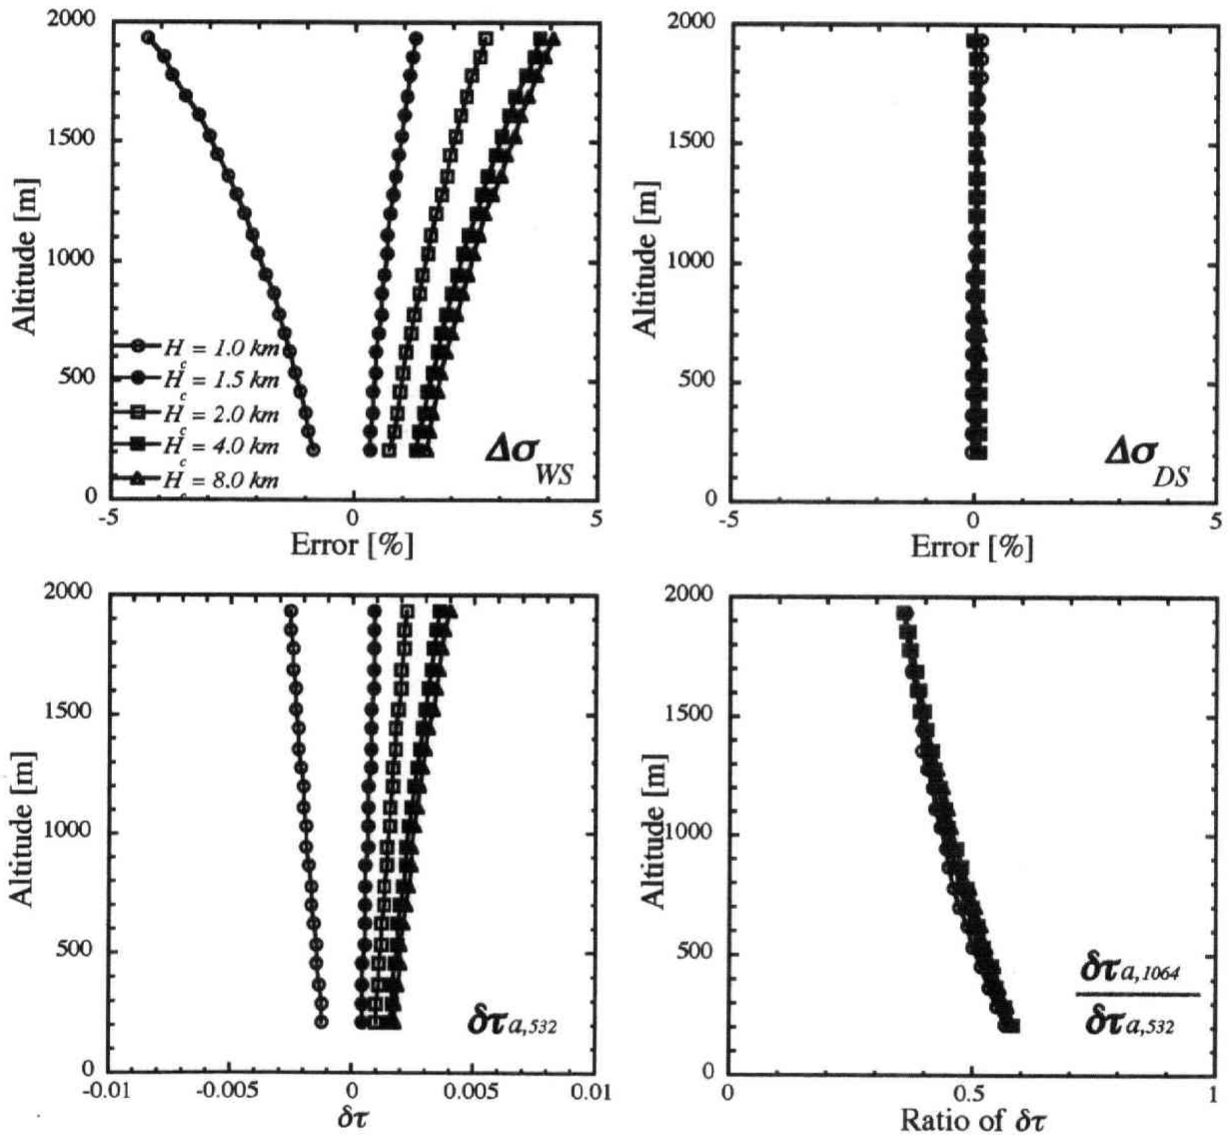 2000
1500
1000
500
0
Altitude [m]
H = 1.0 km
c
H = 1.5 km
c
H = 2.0 km
c
H = 4.0 km
c
H = 8.0 km
c
Δσ WS
-5 0 5
Error [%]
2000
1500
1000
500
0
Altitude [m]
Δσ DS
-5 0 5
Error [%]
2000
1500
1000
500
0
Altitude [m]
δτ a,532
-0.01 -0.005 0 0.005 0.01
δτ
2000
1500
1000
500
0
Altitude [m]
δτ a,1064
δτ a,532
0 0.5 1
Ratio of δτ